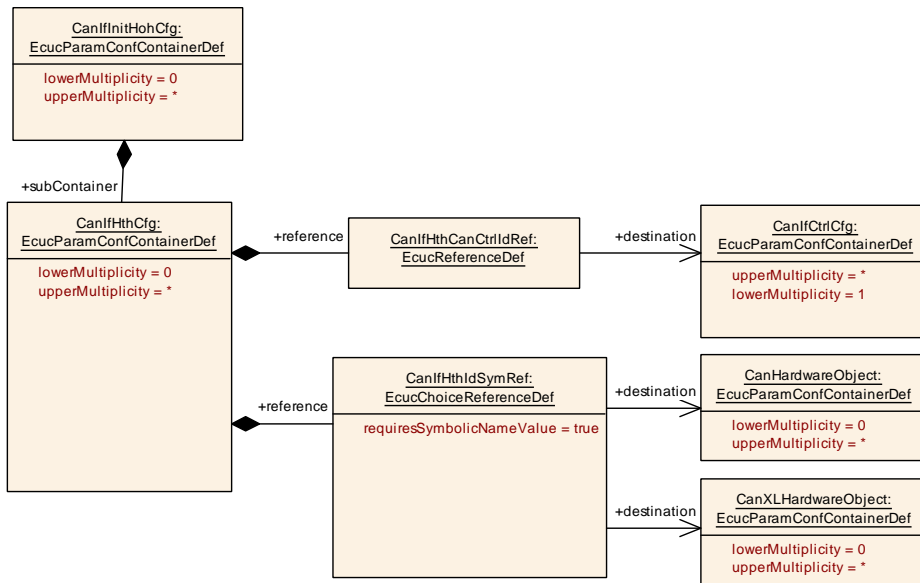 CanIfInitHohCfg:
EcucParamConfContainerDef
lowerMultiplicity = 0
upperMultiplicity = *
+subContainer
CanIfHthCfg:
EcucParamConfContainerDef
lowerMultiplicity = 0
upperMultiplicity = *
+reference
CanIfHthCanCtrlIdRef:
EcucReferenceDef
+destination
CanIfCtrlCfg:
EcucParamConfContainerDef
upperMultiplicity = *
lowerMultiplicity = 1
+reference
CanIfHthIdSymRef:
EcucChoiceReferenceDef
requiresSymbolicNameValue = true
+destination
CanHardwareObject:
EcucParamConfContainerDef
lowerMultiplicity = 0
upperMultiplicity = *
+destination
CanXLHardwareObject:
EcucParamConfContainerDef
lowerMultiplicity = 0
upperMultiplicity = *